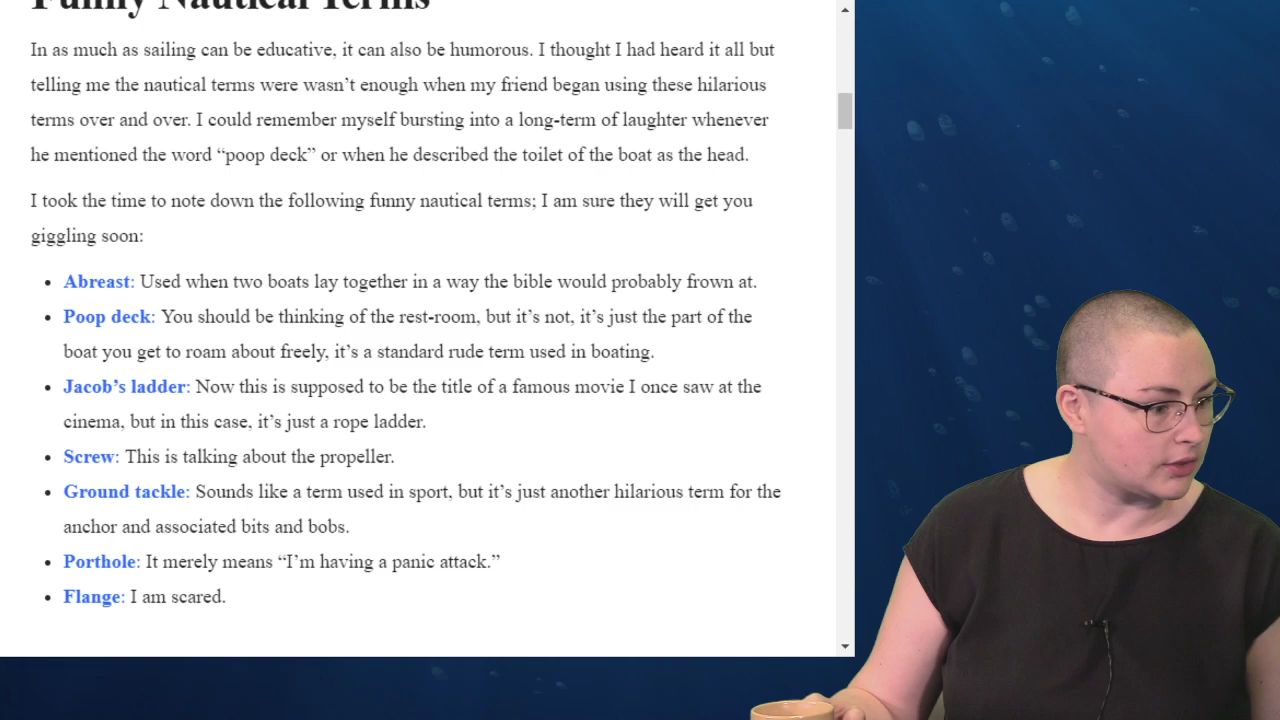 Funny Nautical Terms
In as much as sailing can be educative, it can also be humorous. I thought I had heard it all but
telling me the nautical terms were wasn’t enough when my friend began using these hilarious
terms over and over. I could remember myself bursting into a long-term of laughter whenever
he mentioned the word “poop deck” or when he described the toilet of the boat as the head.
I took the time to note down the following funny nautical terms; I am sure they will get you
giggling soon:
• Abreast: Used when two boats lay together in a way the bible would probably frown at.
• Poop deck: You should be thinking of the rest-room, but it’s not, it’s just the part of the
boat you get to roam about freely, it’s a standard rude term used in boating.
• Jacob’s ladder: Now this is supposed to be the title of a famous movie I once saw at the
cinema, but in this case, it’s just a rope ladder.
• Screw: This is talking about the propeller.
• Ground tackle: Sounds like a term used in sport, but it’s just another hilarious term for the
anchor and associated bits and bobs.
• Porthole: It merely means “I’m having a panic attack.”
• Flange: I am scared.